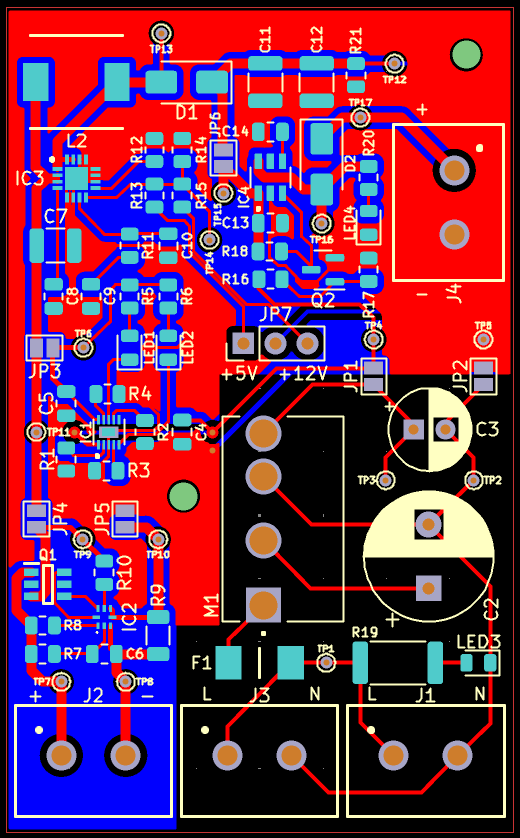 TP13
C11
C12
R21
TP12
D1
JP6
TP17
+
L2
R12
R14
C14
R20
D2
IC3
R13
R15
TP15
IC4
LED4
C7
C13
TP16
TP14
R11
C10
R18
R16
C8
C9
R5
R6
Q2
R17
-
J4
JP7
TP6
LED1
LED2
TP4
TP5
JP3
+5V
+12V
JP1
JP2
C5
R4
+
C3
TP11
IC1
R2
C4
R1
R3
TP3
TP2
JP4
JP5
TP9
TP10
Q1
R10
R9
M1
+
C2
IC2
R8
R19
LED3
R7
C6
F1
TP1
TP7
TP8
+
J2
-
L
J3
N
L
J1
N